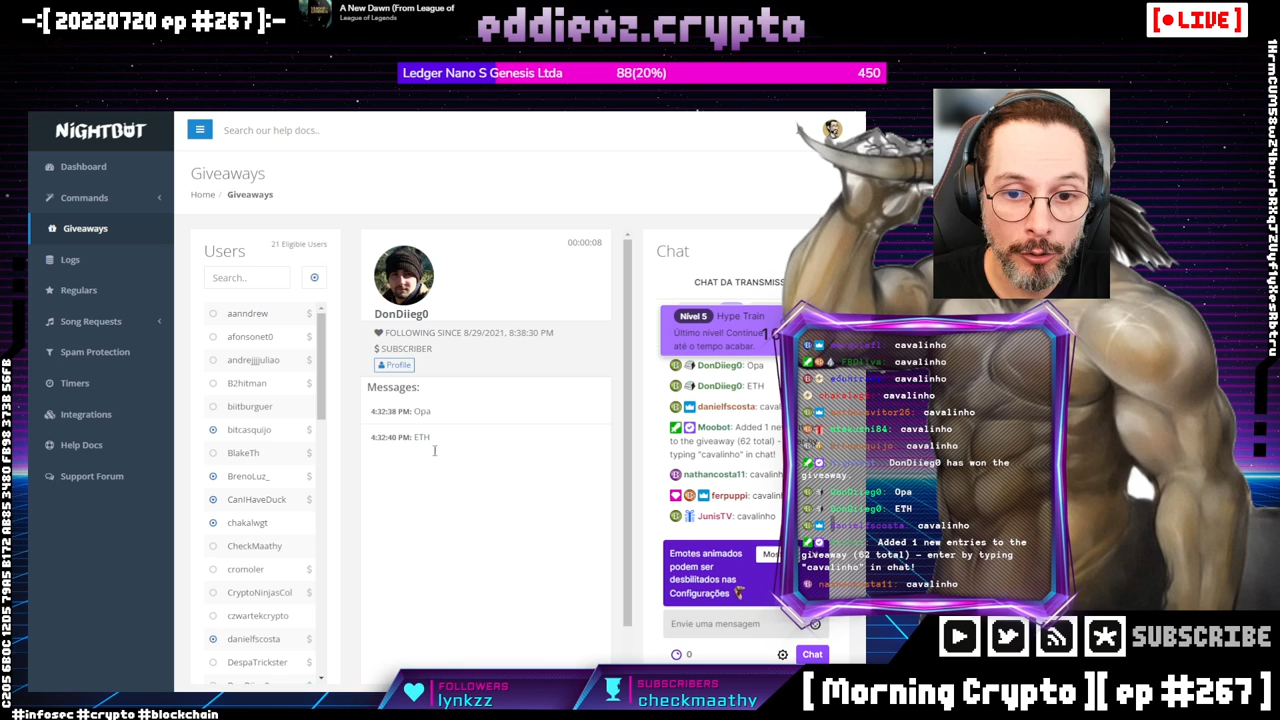 -:[ 20220720 ep #267]:-
A New Dawn (From League of
League of Legends
eddieoz.crypto
[●LIVE]
Ledger Nano S Genesis Ltda 88(20%) 450
NIGHTBOT
Search our help docs..
Dashboard
Commands
Giveaways
Logs
Regulars
Song Requests
Spam Protection
Timers
Integrations
Help Docs
Support Forum
Giveaways
Home / Giveaways
Users
21 Eligible Users
Search..
aanndrew $
afonsonet0 $
andrejjjjuliao $
B2hitman $
biitburguer $
bitcasquijo $
BlakeTh $
BrenoLuz_ $
CanIHaveDuck $
chakalwgt $
CheckMaathy
cromoler $
CryptoNinjasCol $
czwartekcrypto $
danielfscosta $
DespaTrickster $
00:00:08
DonDiieg0
FOLLOWING SINCE 8/29/2021, 8:38:30 PM
$ SUBSCRIBER
Profile
Messages:
4:32:38 PM: Opa
4:32:40 PM: ETH
Chat
CHAT DA TRANSMISS
Nível 5 Hype Train
Último nível! Continue
até o tempo acabar.
DonDiieg0: Opa
DonDiieg0: ETH
danielfscosta: caval
Moobot: Added 1 new
to the giveaway (62 total) -
typing "cavalinho" in chat!
nathancosta11: cavalin
ferpuppi: cavalin
JunisTV: cavalinho
Emotes animados
podem ser
desbilitados nas
Configurações
Mos
Envie uma mensagem
0
Chat
cavalinho
cavalinho
cavalinho
cavalinho
cavalinho
cavalinho
cavalinho
DonDiieg0 has won the
giveaway.
DonDiieg0: Opa
DonDiieg0: ETH
danielfscosta: cavalinho
Added 1 new entries to the
giveaway (62 total) – enter by typing
"cavalinho" in chat!
nathancosta11: cavalinho
SUBSCRIBE
FOLLOWERS
lynkzz
SUBSCRIBERS
checkmaathy
[ Morning Crypto ][ ep #267 ]
#infosec #crypto #blockchain